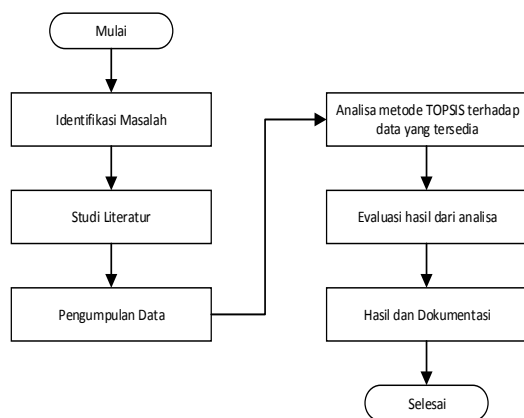 Mulai
Identifikasi Masalah
Studi Literatur
Pengumpulan Data
Analisa metode TOPSIS terhadap
data yang tersedia
Evaluasi hasil dari analisa
Hasil dan Dokumentasi
Selesai